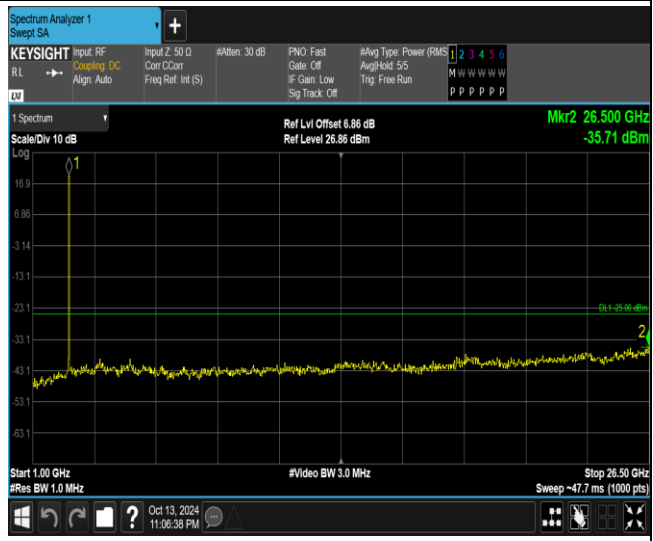 Spectrum Analyzer 1
Swept SA
+
KEYSIGHT Input: RF Input Z: 50 Ω #Atten: 30 dB PNO: Fast #Avg Type: Power (RMS 1 2 3 4 5 6
RL Coupling: DC Corr CCorr Gate: Off Avg|Hold: 5/5 M W W W W W
Align: Auto Freq Ref: Int (S) IF Gain: Low Trig: Free Run
LXI Sig Track: Off P P P P P P
1 Spectrum Ref Lvl Offset 6.86 dB Mkr2 26.500 GHz
Scale/Div 10 dB Ref Level 26.86 dBm -35.71 dBm
Log
1
16.9
6.86
-3.14
-13.1
-23.1
DL1 -25.00 dBm
2
-33.1
-43.1
-53.1
-63.1
Start 1.00 GHz #Video BW 3.0 MHz Stop 26.50 GHz
#Res BW 1.0 MHz Sweep ~47.7 ms (1000 pts)
? Oct 13, 2024
11:06:38 PM